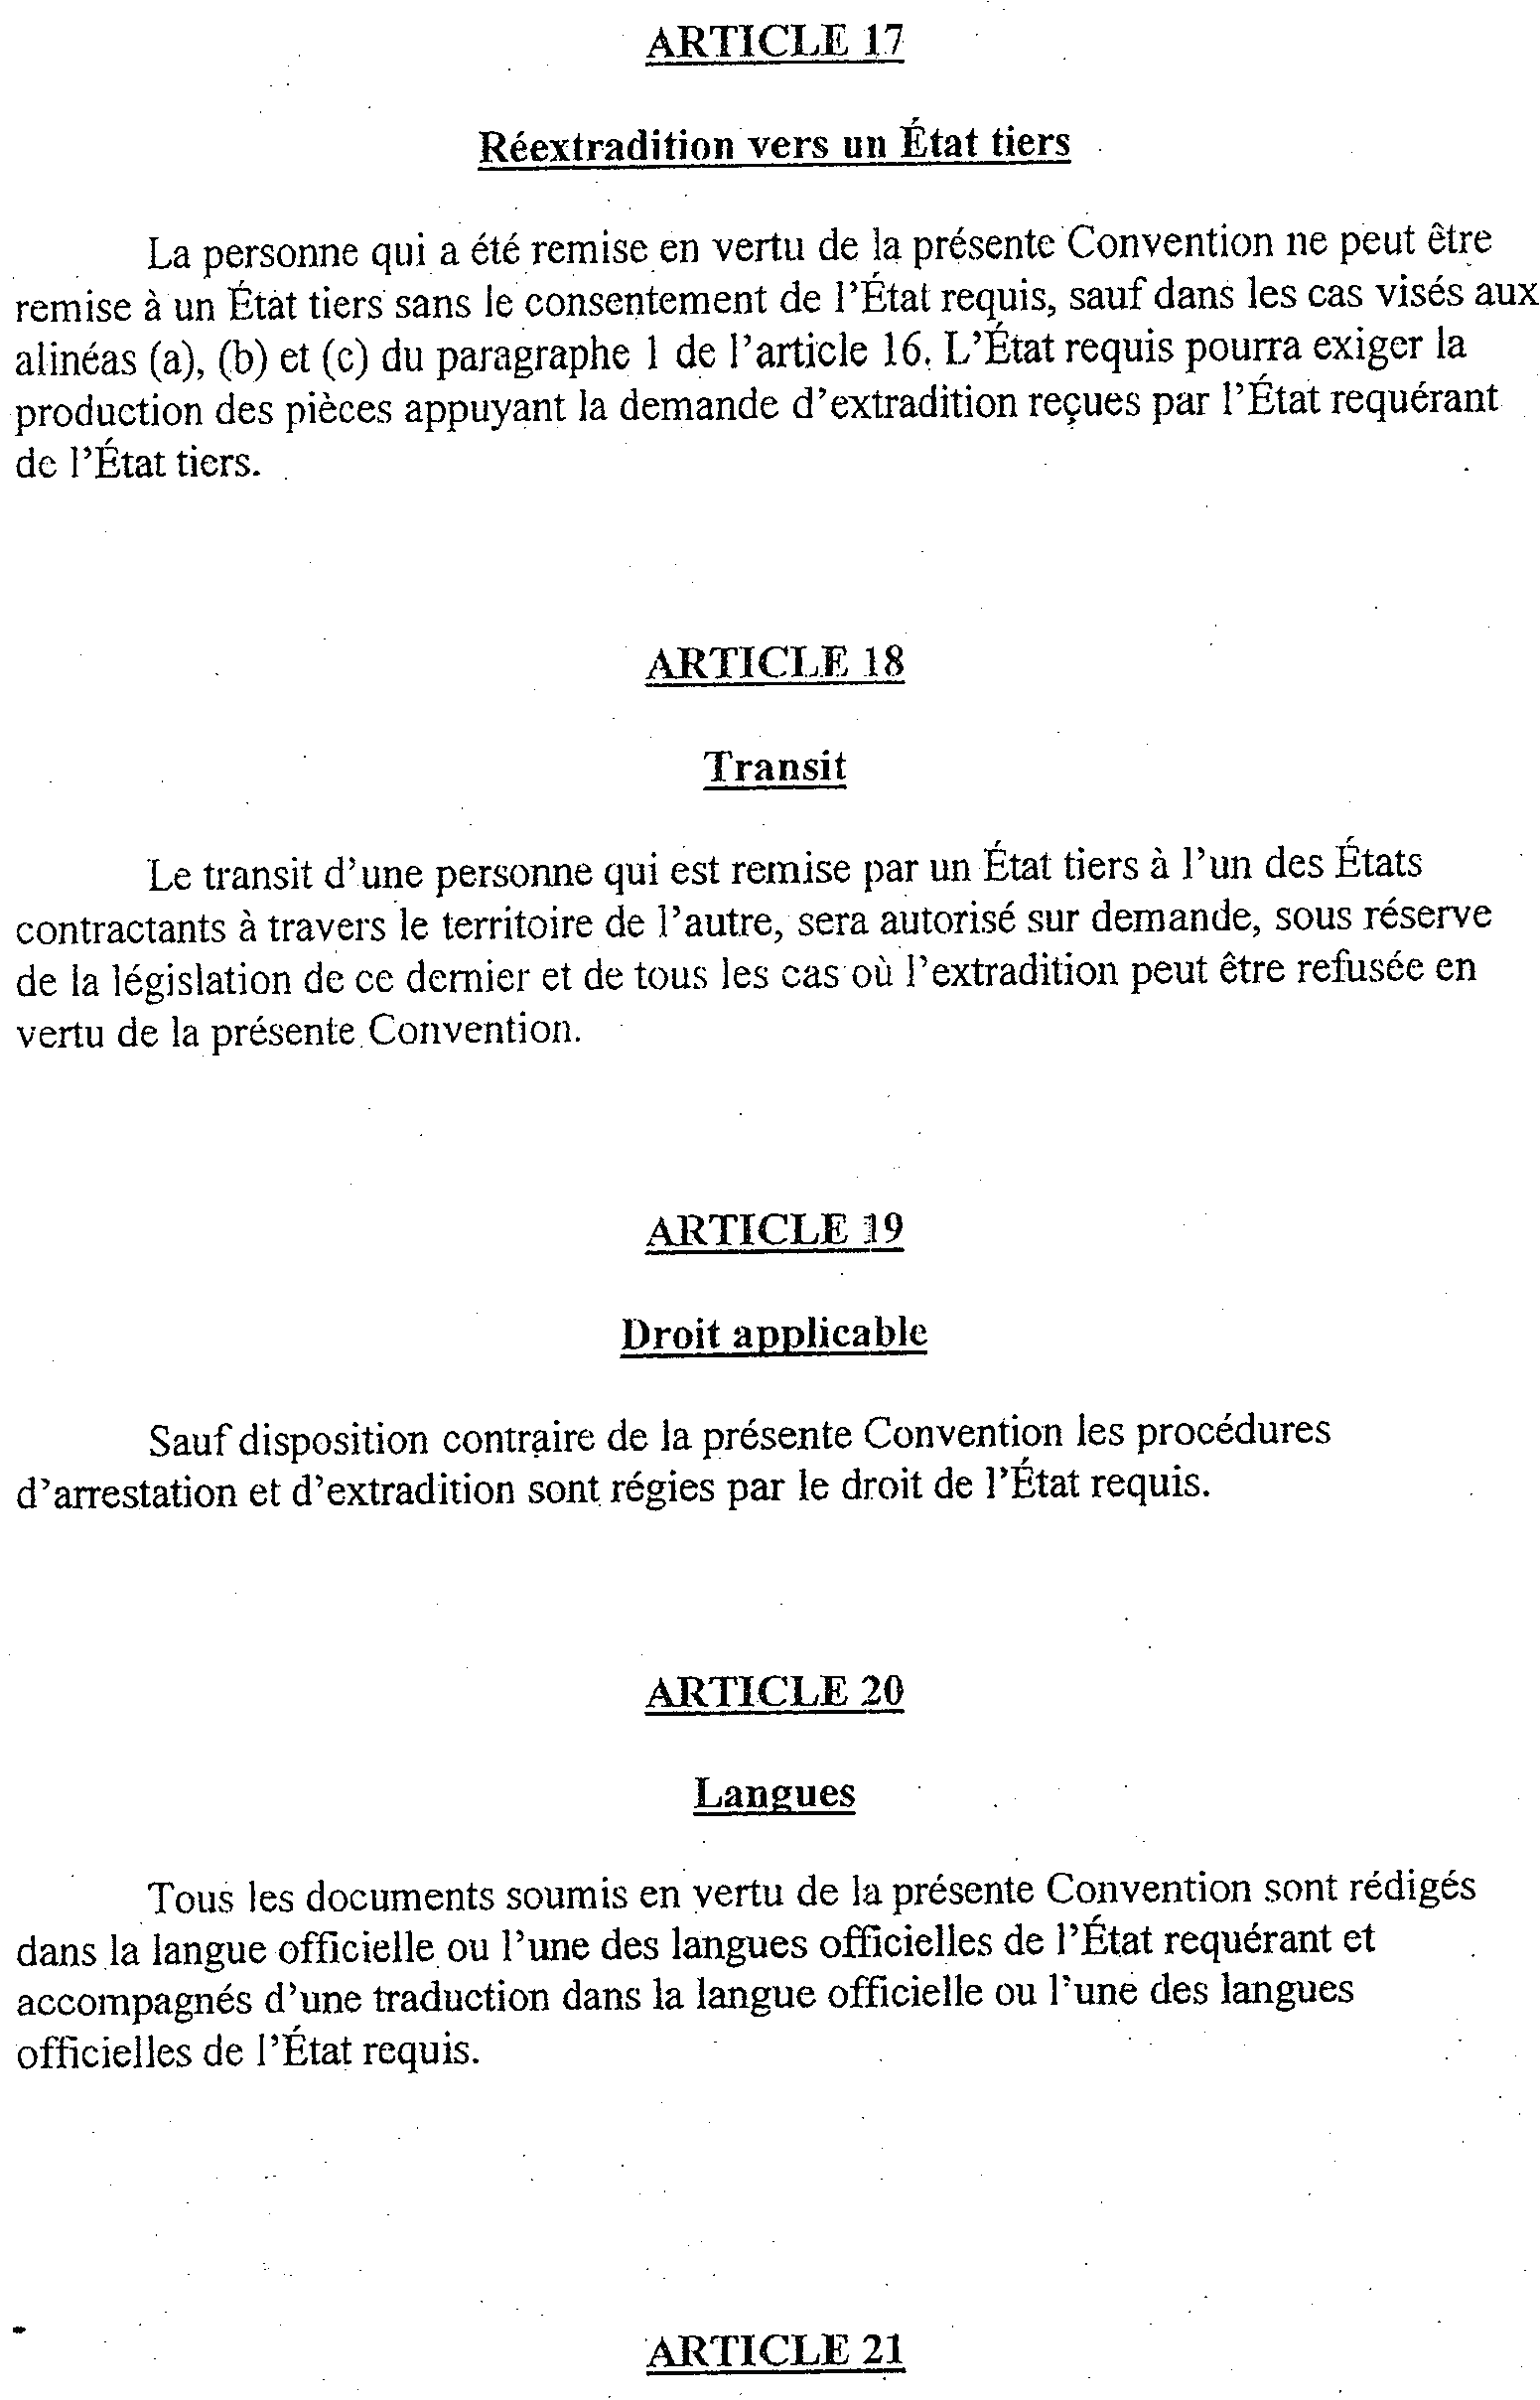 ARTICLE 17
Réextradition vers un État tiers
La personne qui a été remise en vertu de la présente Convention ne peut être
remise à un État tiers sans le consentement de l'État requis, sauf dans les cas visés aux
alinéas (a), (b) et (c) du paragraphe 1 de l'article 16. L'État requis pourra exiger la
production des pièces appuyant la demande d'extradition reçues par l'État requérant
de l'État tiers.
ARTICLE 18
Transit
Le transit d'une personne qui est remise par un État tiers à l'un des États
contractants à travers le territoire de l'autre, sera autorisé sur demande, sous réserve
de la législation de ce dernier et de tous les cas où l'extradition peut être refusée en
vertu de la présente Convention.
ARTICLE 19
Droit applicable
Sauf disposition contraire de la présente Convention les procédures
d'arrestation et d'extradition sont régies par le droit de l'État requis.
ARTICLE 20
Langues
Tous les documents soumis en vertu de la présente Convention sont rédigés
dans la langue officielle ou l'une des langues officielles de l'État requérant et
accompagnés d'une traduction dans la langue officielle ou l'une des langues
officielles de l'État requis.
ARTICLE 21